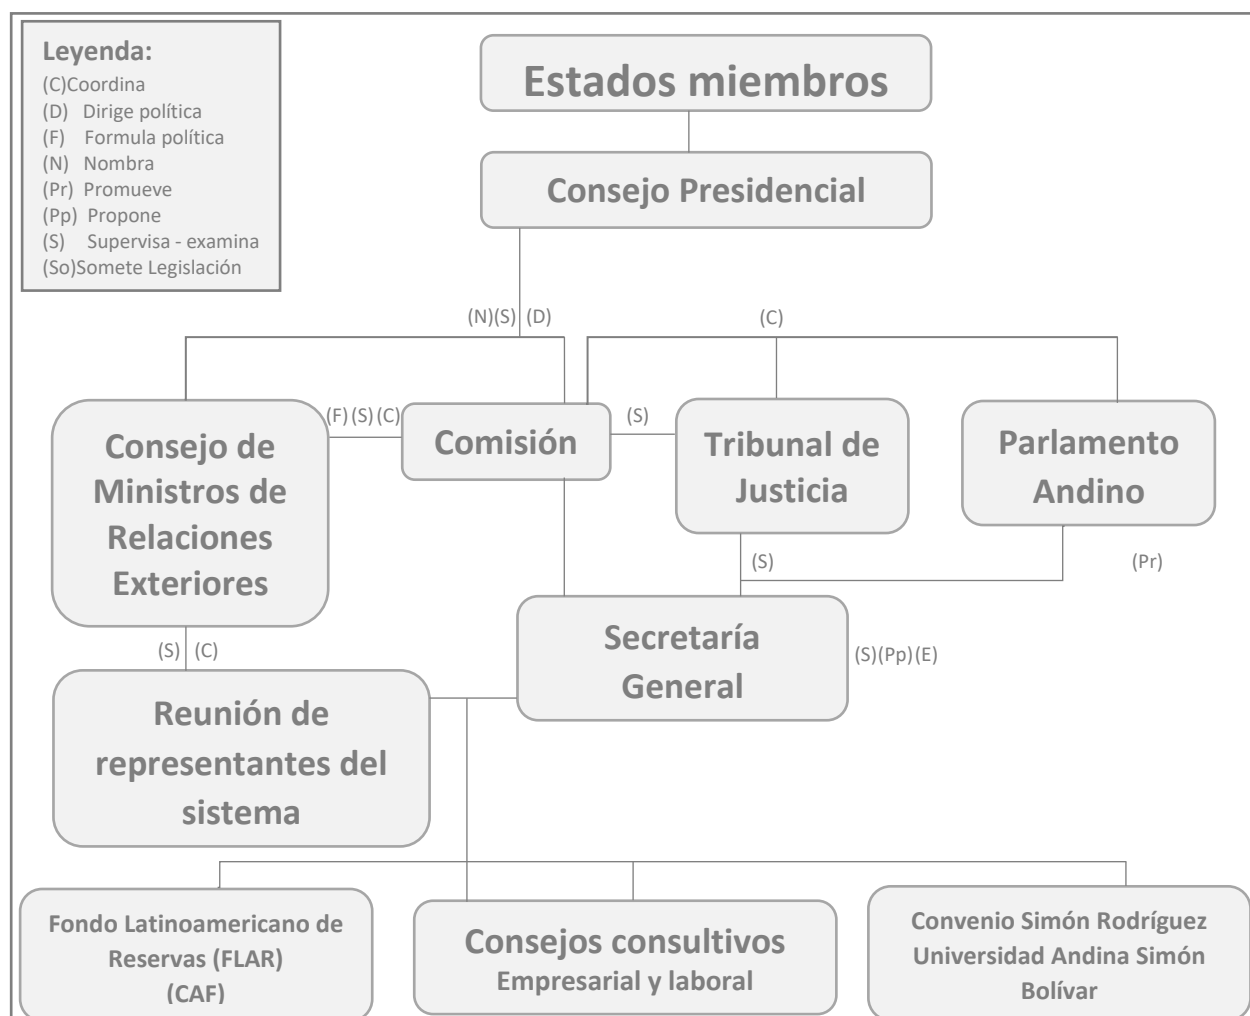 Leyenda:
(C)Coordina
(D) Dirige política
(F) Formula política
(N) Nombra
(Pr) Promueve
(Pp) Propone
(S) Supervisa - examina
(So)Somete Legislación
Estados miembros
Consejo Presidencial
(N)(S) (D)
(C)
Consejo de
Ministros de
Relaciones
Exteriores
(F) (S) (C)
Comisión
(S)
Tribunal de
Justicia
Parlamento
Andino
(S)
(Pr)
(S) (C)
Secretaría
General
(S)(Pp)(E)
Reunión de
representantes del
sistema
Fondo Latinoamericano de
Reservas (FLAR)
(CAF)
Consejos consultivos
Empresarial y laboral
Convenio Simón Rodríguez
Universidad Andina Simón
Bolívar